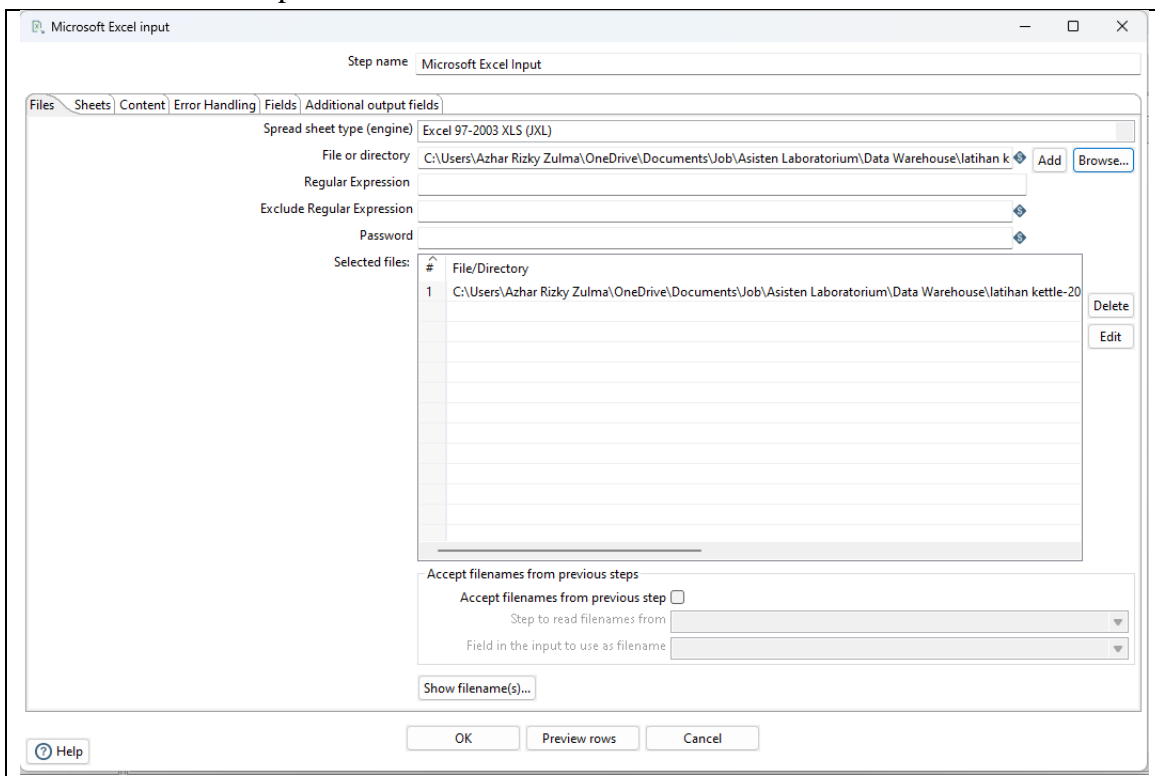 Microsoft Excel input
Step name Microsoft Excel Input
Files Sheets Content Error Handling Fields Additional output fields
Spread sheet type (engine) Excel 97-2003 XLS (JXL)
File or directory C:\Users\Azhar Rizky Zulma\OneDrive\Documents\Job\Asisten Laboratorium\Data Warehouse\latihan k Add Browse...
Regular Expression
Exclude Regular Expression
Password
Selected files: # File/Directory
1 C:\Users\Azhar Rizky Zulma\OneDrive\Documents\Job\Asisten Laboratorium\Data Warehouse\latihan kettle-20
Delete
Edit
Accept filenames from previous steps
Accept filenames from previous step
Step to read filenames from
Field in the input to use as filename
Show filename(s)...
OK Preview rows Cancel
Help